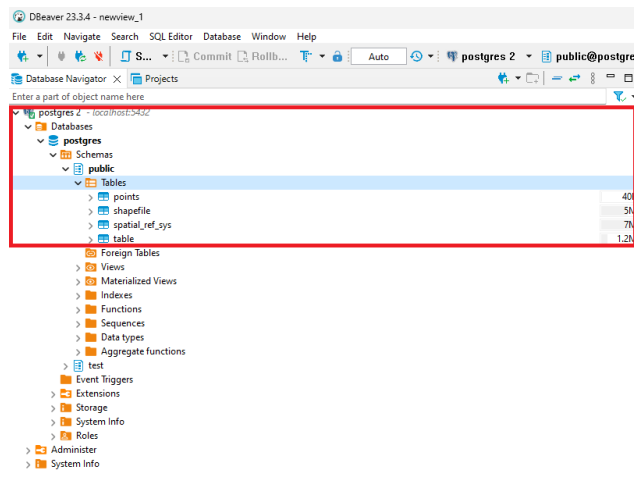 DBeaver 23.3.4 - newview_1
File Edit Navigate Search SQL Editor Database Window Help
S... Commit Rollb... Auto postgres 2 public@postgre
Database Navigator Projects
Enter a part of object name here
postgres 2 - localhost:5432
Databases
postgres
Schemas
public
Tables
points 40
shapefile 5M
spatial_ref_sys 7M
table 1.2M
Foreign Tables
Views
Materialized Views
Indexes
Functions
Sequences
Data types
Aggregate functions
test
Event Triggers
Extensions
Storage
System Info
Roles
Administer
System Info